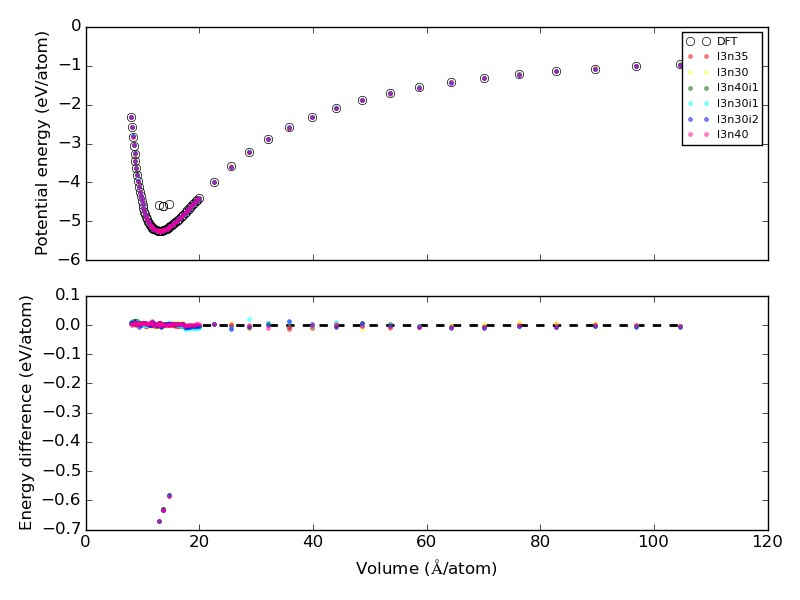 0
−1
−2
−3
−4
−5
−6
Potential energy (eV/atom)
DFT
l3n35
l3n30
l3n40i1
l3n30i1
l3n30i2
l3n40
0.1
0.0
−0.1
−0.2
−0.3
−0.4
−0.5
−0.6
−0.7
Energy difference (eV/atom)
0 20 40 60 80 100 120
Volume (Å/atom)